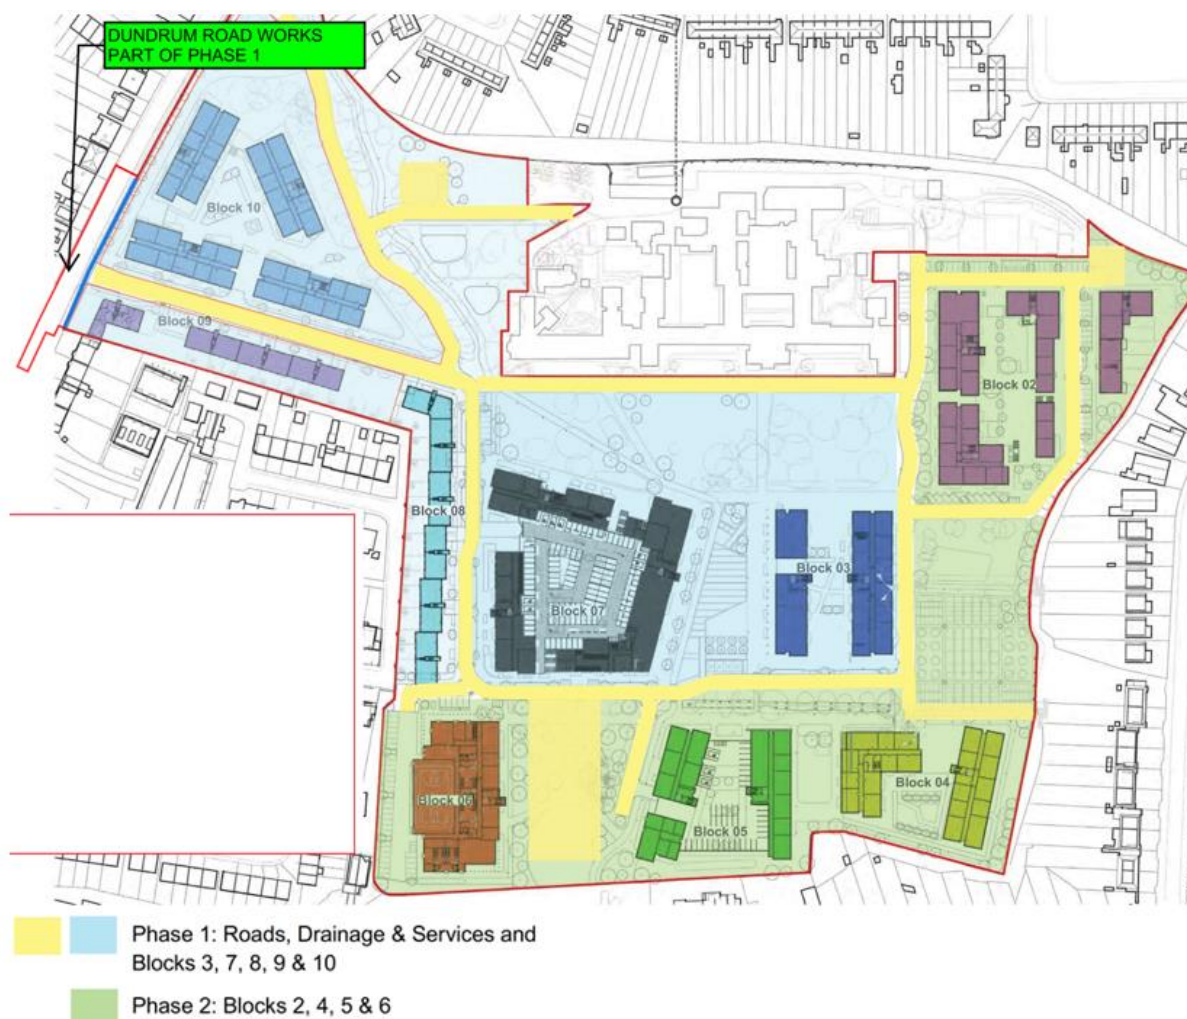 DUNDRUM ROAD WORKS
PART OF PHASE 1
Block 10
Block 09
Block 02
Block 08
Block 03
Block 07
Block 06
Block 05
Block 04
Phase 1: Roads, Drainage & Services and
Blocks 3, 7, 8, 9 & 10
Phase 2: Blocks 2, 4, 5 & 6